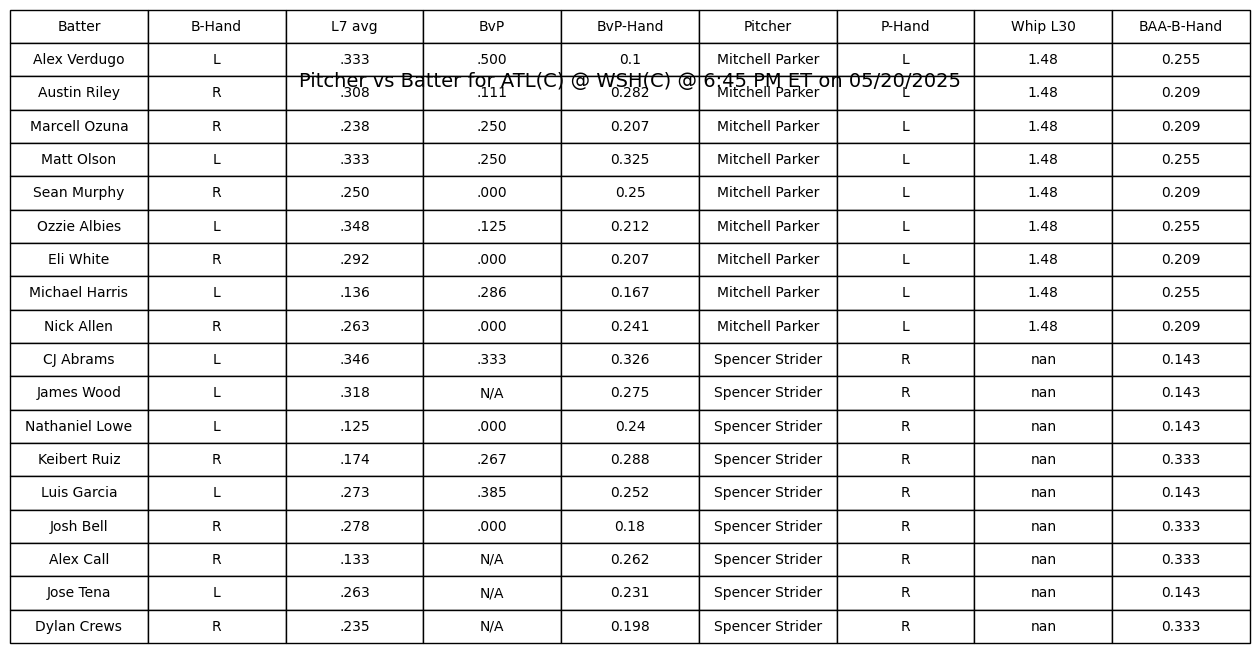 Batter B-Hand L7 avg BvP BvP-Hand Pitcher P-Hand Whip L30 BAA-B-Hand
Alex Verdugo L .333 .500 0.1 Mitchell Parker L 1.48 0.255
Pitcher vs Batter for ATL(C) @ WSH(C) @ 6:45 PM ET on 05/20/2025
Austin Riley R .308 .111 0.282 Mitchell Parker L 1.48 0.209
Marcell Ozuna R .238 .250 0.207 Mitchell Parker L 1.48 0.209
Matt Olson L .333 .250 0.325 Mitchell Parker L 1.48 0.255
Sean Murphy R .250 .000 0.25 Mitchell Parker L 1.48 0.209
Ozzie Albies L .348 .125 0.212 Mitchell Parker L 1.48 0.255
Eli White R .292 .000 0.207 Mitchell Parker L 1.48 0.209
Michael Harris L .136 .286 0.167 Mitchell Parker L 1.48 0.255
Nick Allen R .263 .000 0.241 Mitchell Parker L 1.48 0.209
CJ Abrams L .346 .333 0.326 Spencer Strider R nan 0.143
James Wood L .318 N/A 0.275 Spencer Strider R nan 0.143
Nathaniel Lowe L .125 .000 0.24 Spencer Strider R nan 0.143
Keibert Ruiz R .174 .267 0.288 Spencer Strider R nan 0.333
Luis Garcia L .273 .385 0.252 Spencer Strider R nan 0.143
Josh Bell R .278 .000 0.18 Spencer Strider R nan 0.333
Alex Call R .133 N/A 0.262 Spencer Strider R nan 0.333
Jose Tena L .263 N/A 0.231 Spencer Strider R nan 0.143
Dylan Crews R .235 N/A 0.198 Spencer Strider R nan 0.333